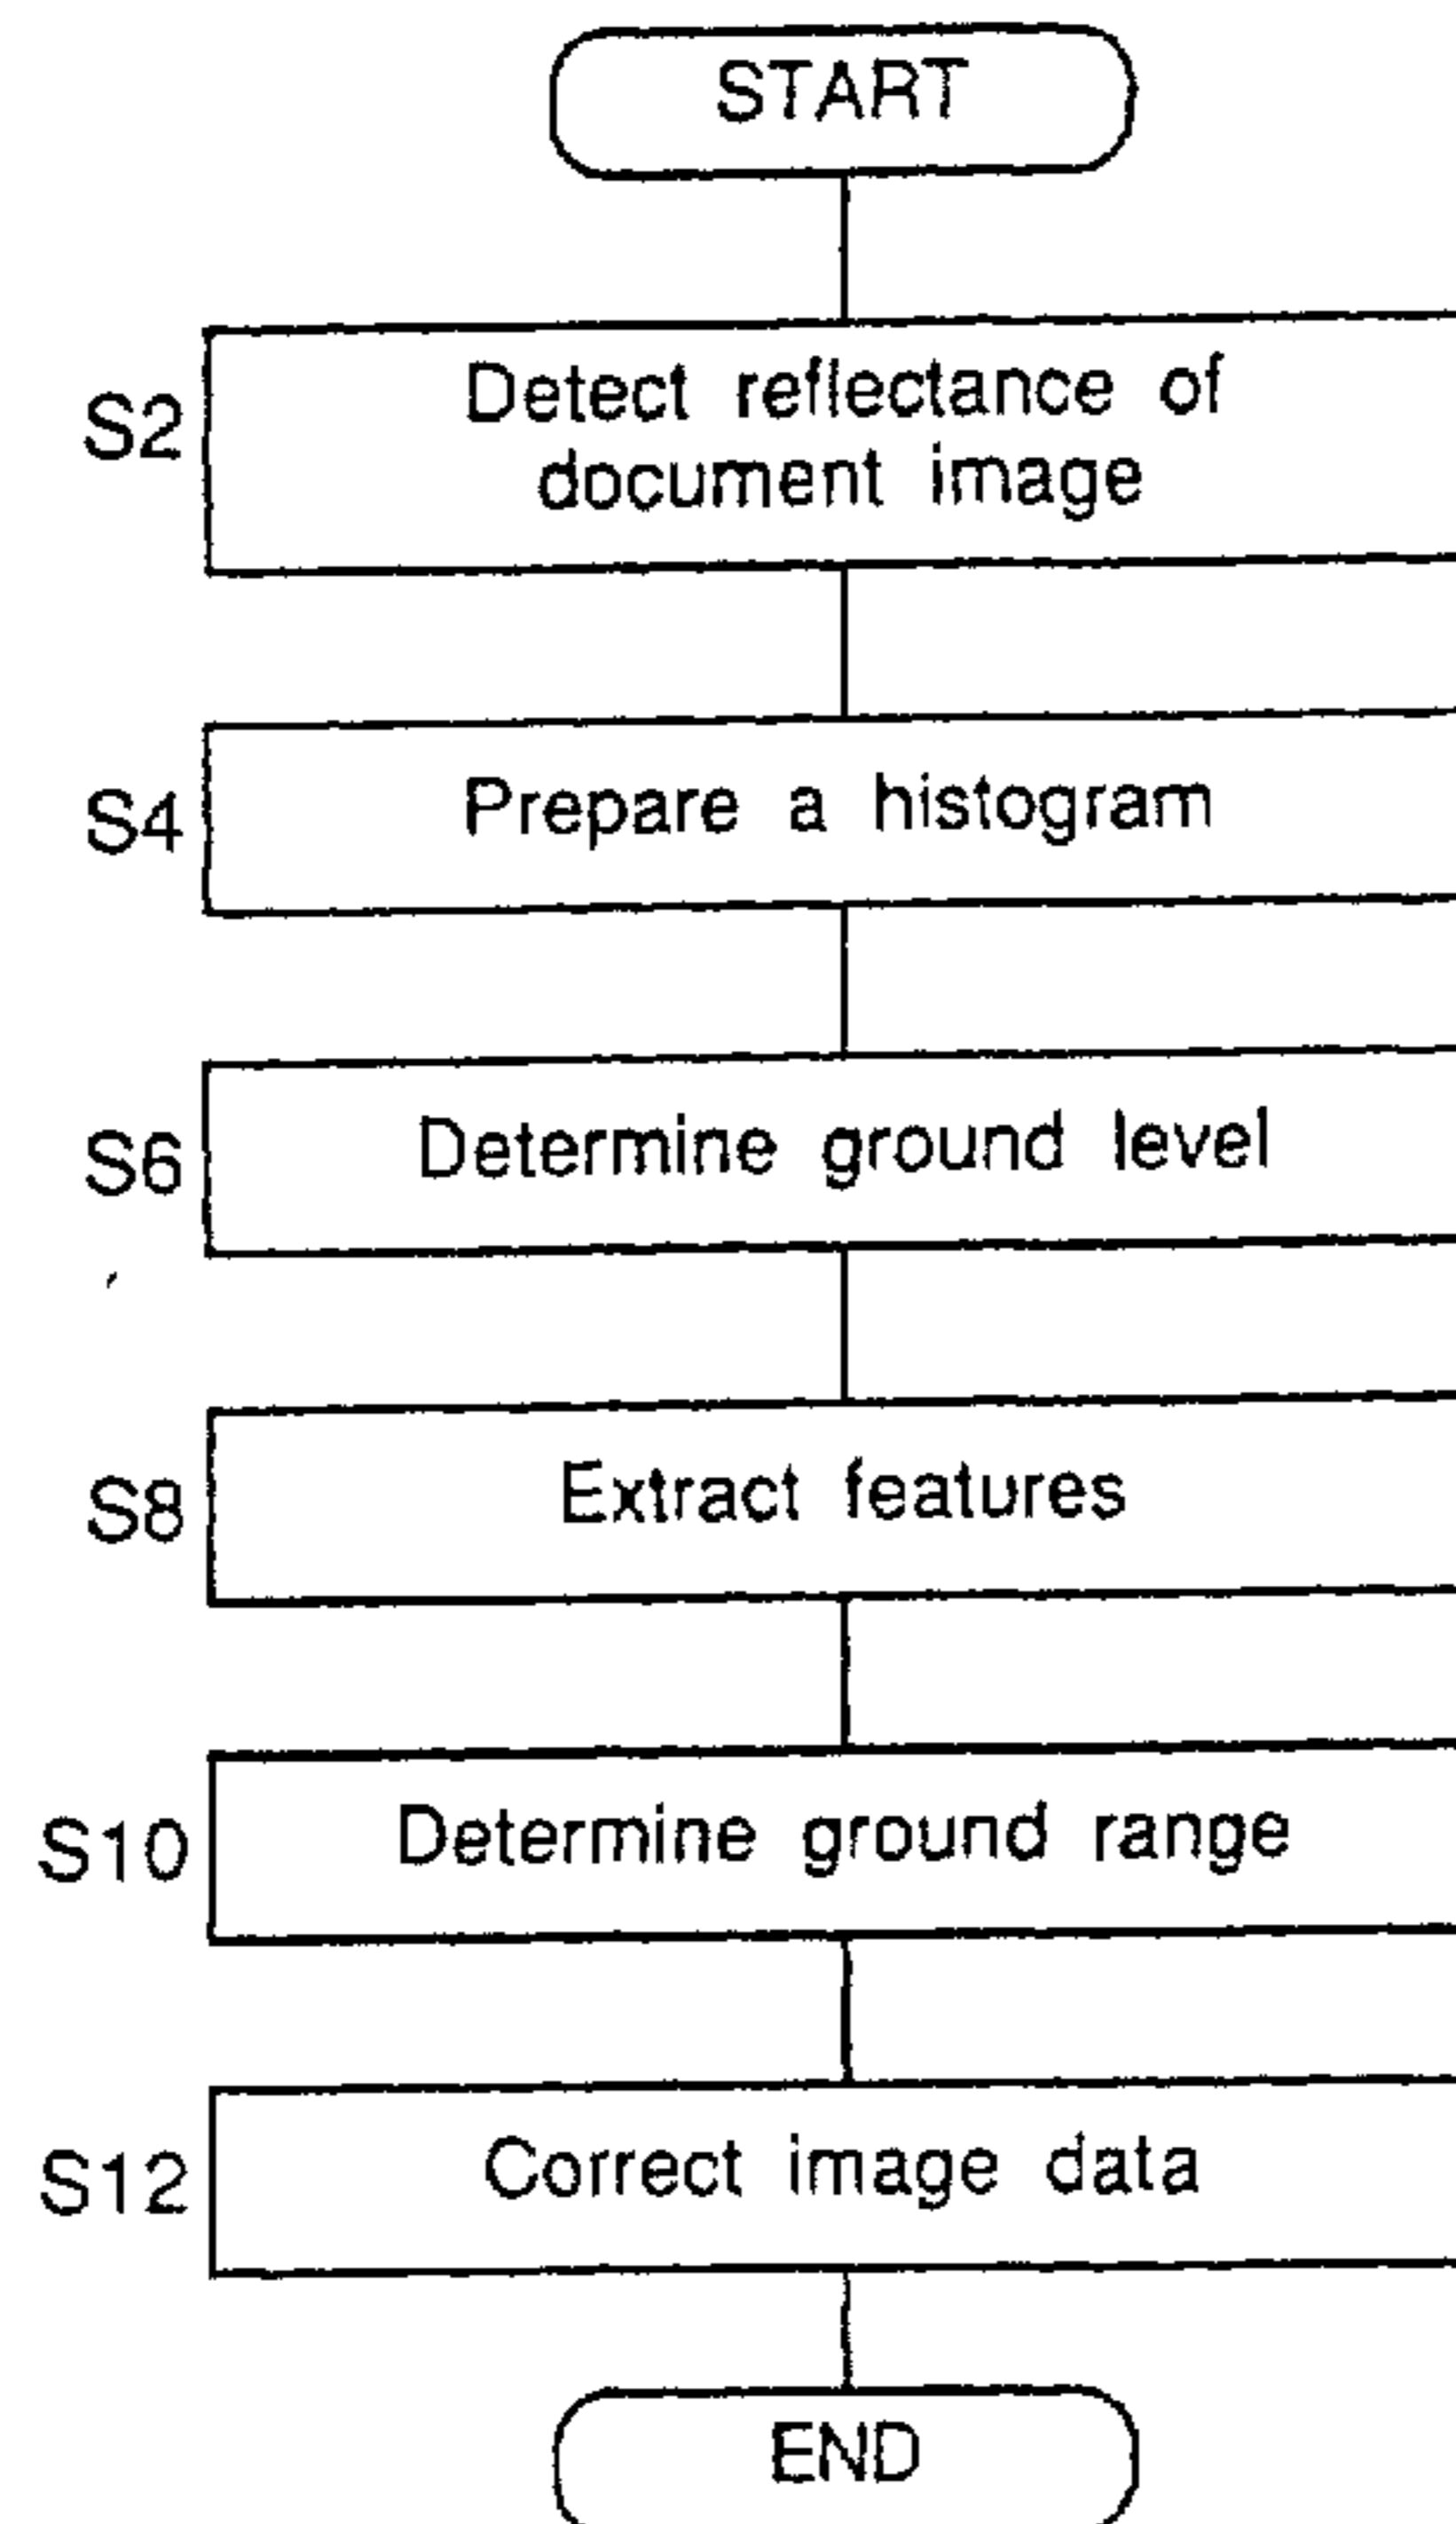 START
S2
Detect reflectance of
document image
S4
Prepare a histogram
S6
Determine ground level
S8
Extract features
S10
Determine ground range
S12
Correct image data
END